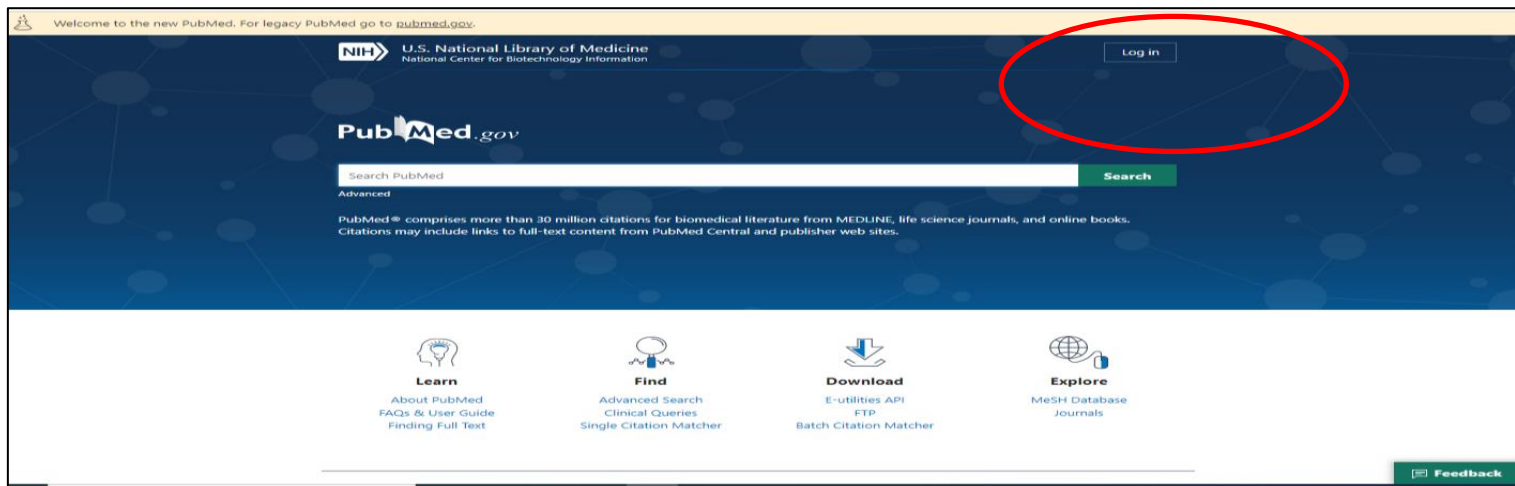 Welcome to the new PubMed. For legacy PubMed go to pubmed.gov.
NIH U.S. National Library of Medicine
National Center for Biotechnology Information
Log in
PubMed.gov
Search PubMed
Search
Advanced
PubMed® comprises more than 30 million citations for biomedical literature from MEDLINE, life science journals, and online books.
Citations may include links to full-text content from PubMed Central and publisher web sites.
Learn
About PubMed
FAQs & User Guide
Finding Full Text
Find
Advanced Search
Clinical Queries
Single Citation Matcher
Download
E-utilities API
FTP
Batch Citation Matcher
Explore
MeSH Database
Journals
Feedback